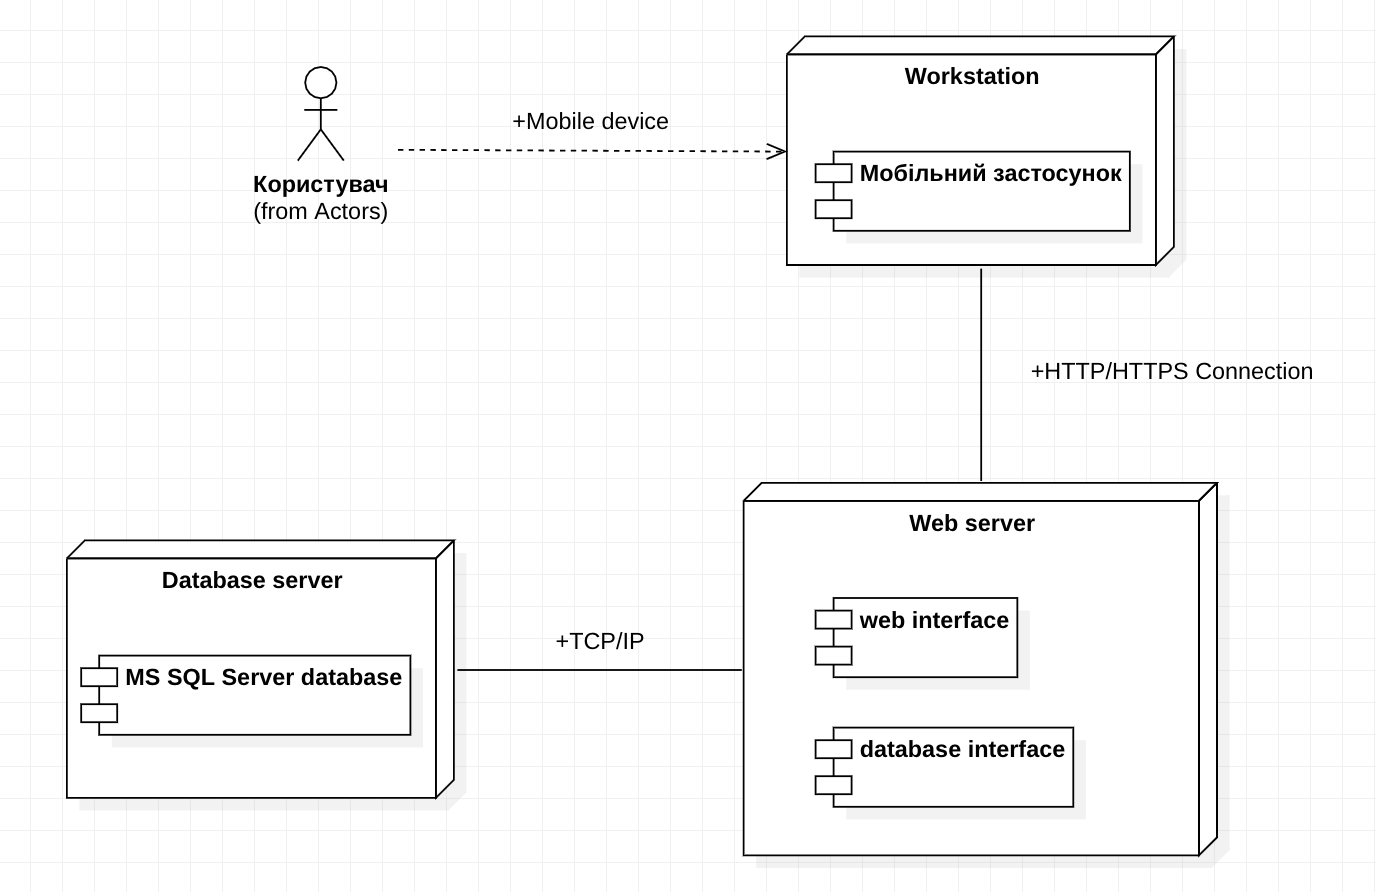 Workstation
+Mobile device
Мобільний застосунок
Користувач
(from Actors)
+HTTP/HTTPS Connection
Web server
Database server
web interface
+TCP/IP
MS SQL Server database
database interface